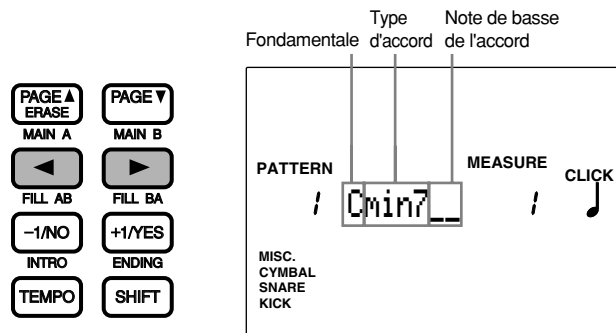 Fondamentale
Type
d'accord
Note de basse
de l'accord
PAGE▲
ERASE
PAGE▼
MAIN A
MAIN B
◄
►
FILL AB
FILL BA
−1/NO
+1/YES
INTRO
ENDING
TEMPO
SHIFT
PATTERN
MEASURE
CLICK
1 Cmin7__ 1 ♩
MISC.
CYMBAL
SNARE
KICK